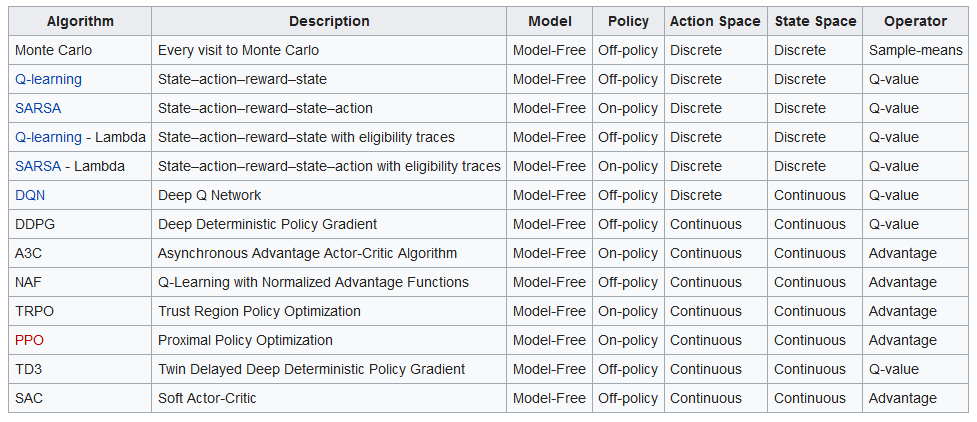 Algorithm Description Model Policy Action Space State Space Operator
Monte Carlo Every visit to Monte Carlo Model-Free Off-policy Discrete Discrete Sample-means
Q-learning State–action–reward–state Model-Free Off-policy Discrete Discrete Q-value
SARSA State–action–reward–state–action Model-Free On-policy Discrete Discrete Q-value
Q-learning - Lambda State–action–reward–state with eligibility traces Model-Free Off-policy Discrete Discrete Q-value
SARSA - Lambda State–action–reward–state–action with eligibility traces Model-Free On-policy Discrete Discrete Q-value
DQN Deep Q Network Model-Free Off-policy Discrete Continuous Q-value
DDPG Deep Deterministic Policy Gradient Model-Free Off-policy Continuous Continuous Q-value
A3C Asynchronous Advantage Actor-Critic Algorithm Model-Free On-policy Continuous Continuous Advantage
NAF Q-Learning with Normalized Advantage Functions Model-Free Off-policy Continuous Continuous Advantage
TRPO Trust Region Policy Optimization Model-Free On-policy Continuous Continuous Advantage
PPO Proximal Policy Optimization Model-Free On-policy Continuous Continuous Advantage
TD3 Twin Delayed Deep Deterministic Policy Gradient Model-Free Off-policy Continuous Continuous Q-value
SAC Soft Actor-Critic Model-Free Off-policy Continuous Continuous Advantage